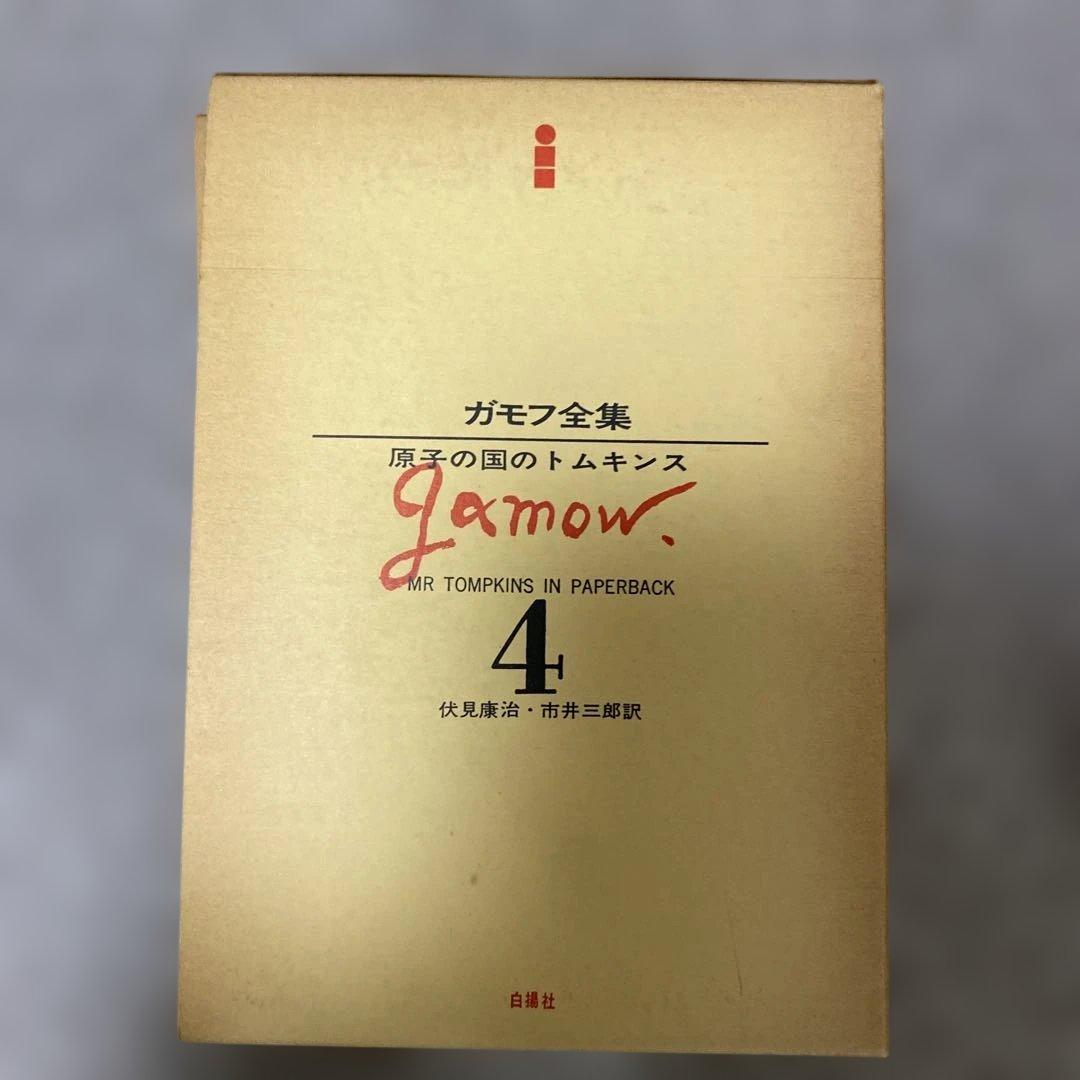 ガモフ全集
原子の国のトムキンス
gamow.
MR TOMPKINS IN PAPERBACK
4
伏見康治・市井三郎訳
白揚社